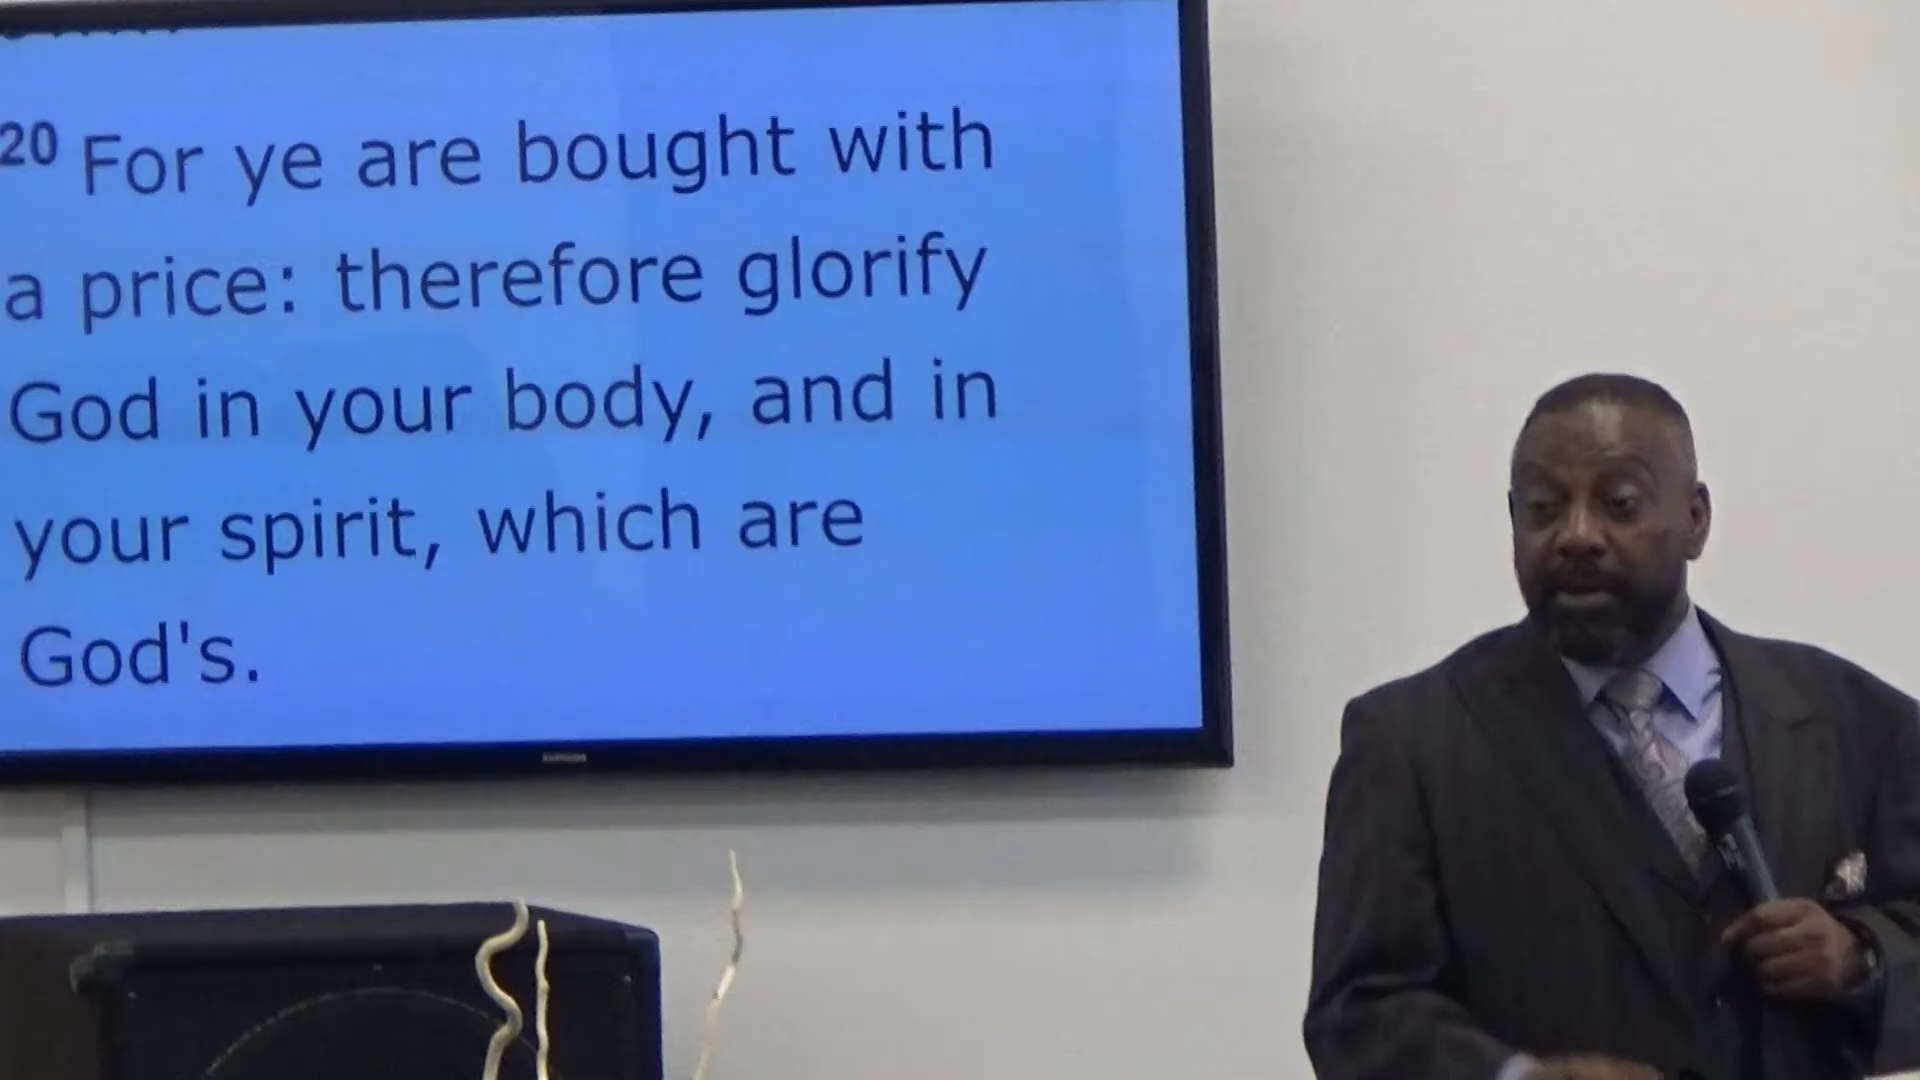 20 For ye are bought with
a price: therefore glorify
God in your body, and in
your spirit, which are
God's.
SAMSUNG